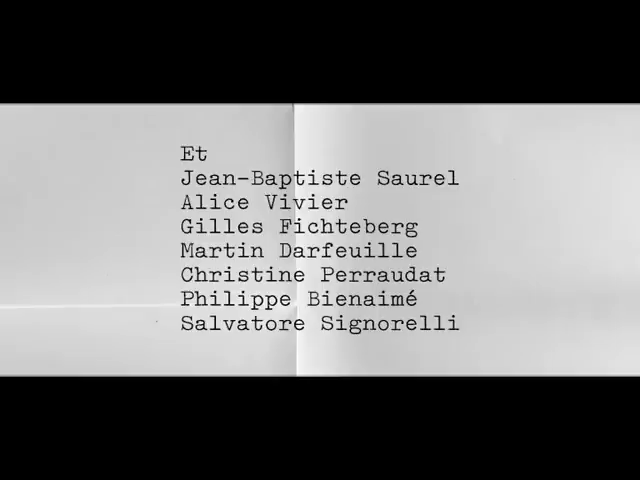 Et
Jean-Baptiste Saurel
Alice Vivier
Gilles Fichteberg
Martin Darfeuille
Christine Perraudat
Philippe Bienaimé
Salvatore Signorelli